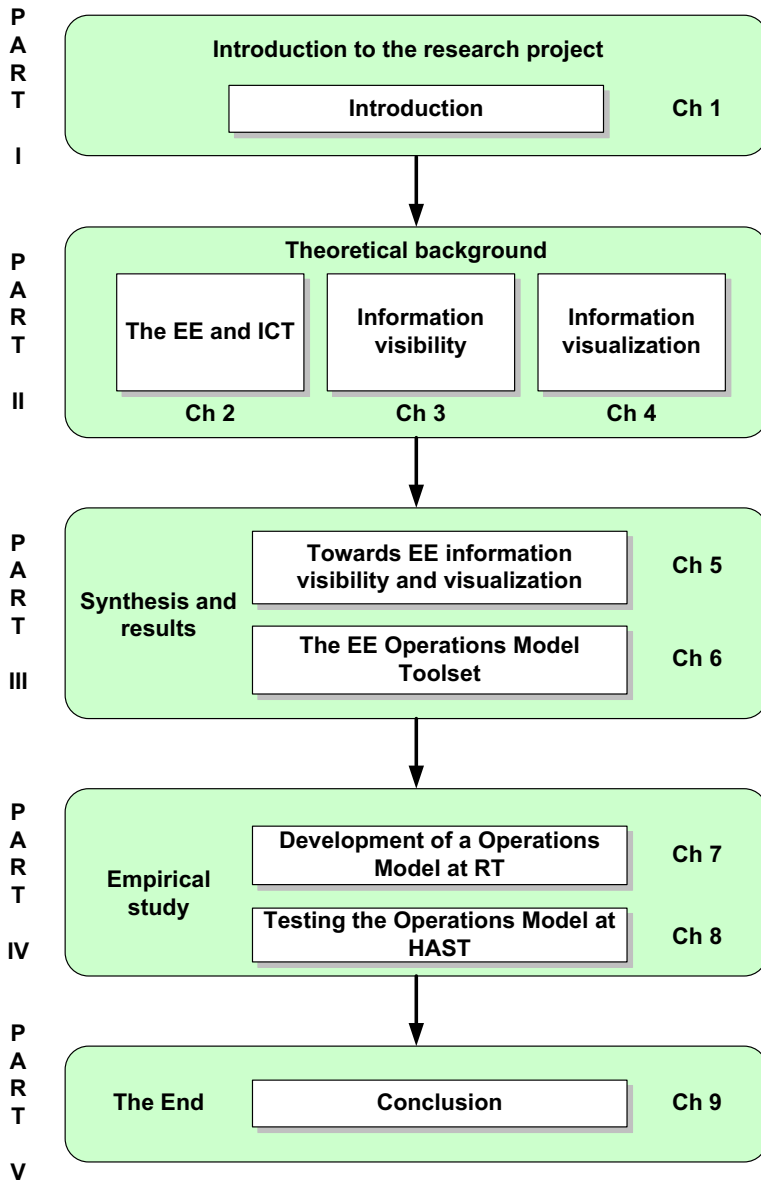 PART I
Introduction to the research project
Introduction
Ch 1
PART II
Theoretical background
The EE and ICT
Ch 2
Information
visibility
Ch 3
Information
visualization
Ch 4
PART III
Synthesis and
results
Towards EE information
visibility and visualization
Ch 5
The EE Operations Model
Toolset
Ch 6
PART IV
Empirical
study
Development of a Operations
Model at RT
Ch 7
Testing the Operations Model at
HAST
Ch 8
PART V
The End
Conclusion
Ch 9